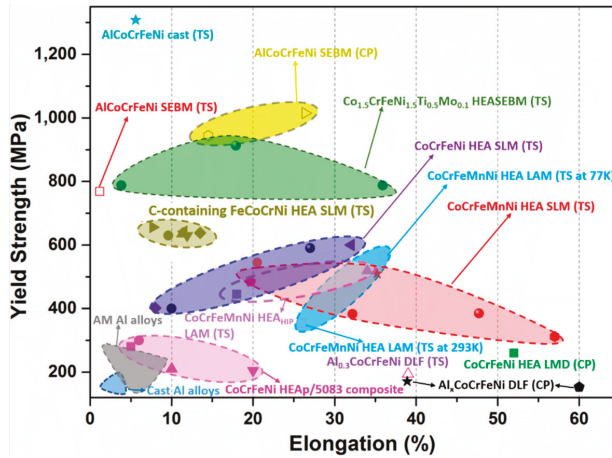 AlCoCrFeNi cast (TS)
AlCoCrFeNi SEBM (CP)
AlCoCrFeNi SEBM (TS)
Co1.5CrFeNi1.5Ti0.5Mo0.1 HEASEBM (TS)
CoCrFeNi HEA SLM (TS)
CoCrFeMnNi HEA LAM (TS at 77K)
C-containing FeCoCrNi HEA SLM (TS)
CoCrFeMnNi HEA SLM (TS)
CoCrFeMnNi HEAHIP
LAM (TS)
AM Al alloys
CoCrFeMnNi HEA LAM (TS at 293K)
Al0.3CoCrFeNi DLF (TS)
CoCrFeNi HEA LMD (CP)
Cast Al alloys
CoCrFeNi HEAp/5083 composite
AlxCoCrFeNi DLF (CP)
Yield Strength (MPa)
1,200
1,000
800
600
400
200
0 10 20 30 40 50 60
Elongation (%)